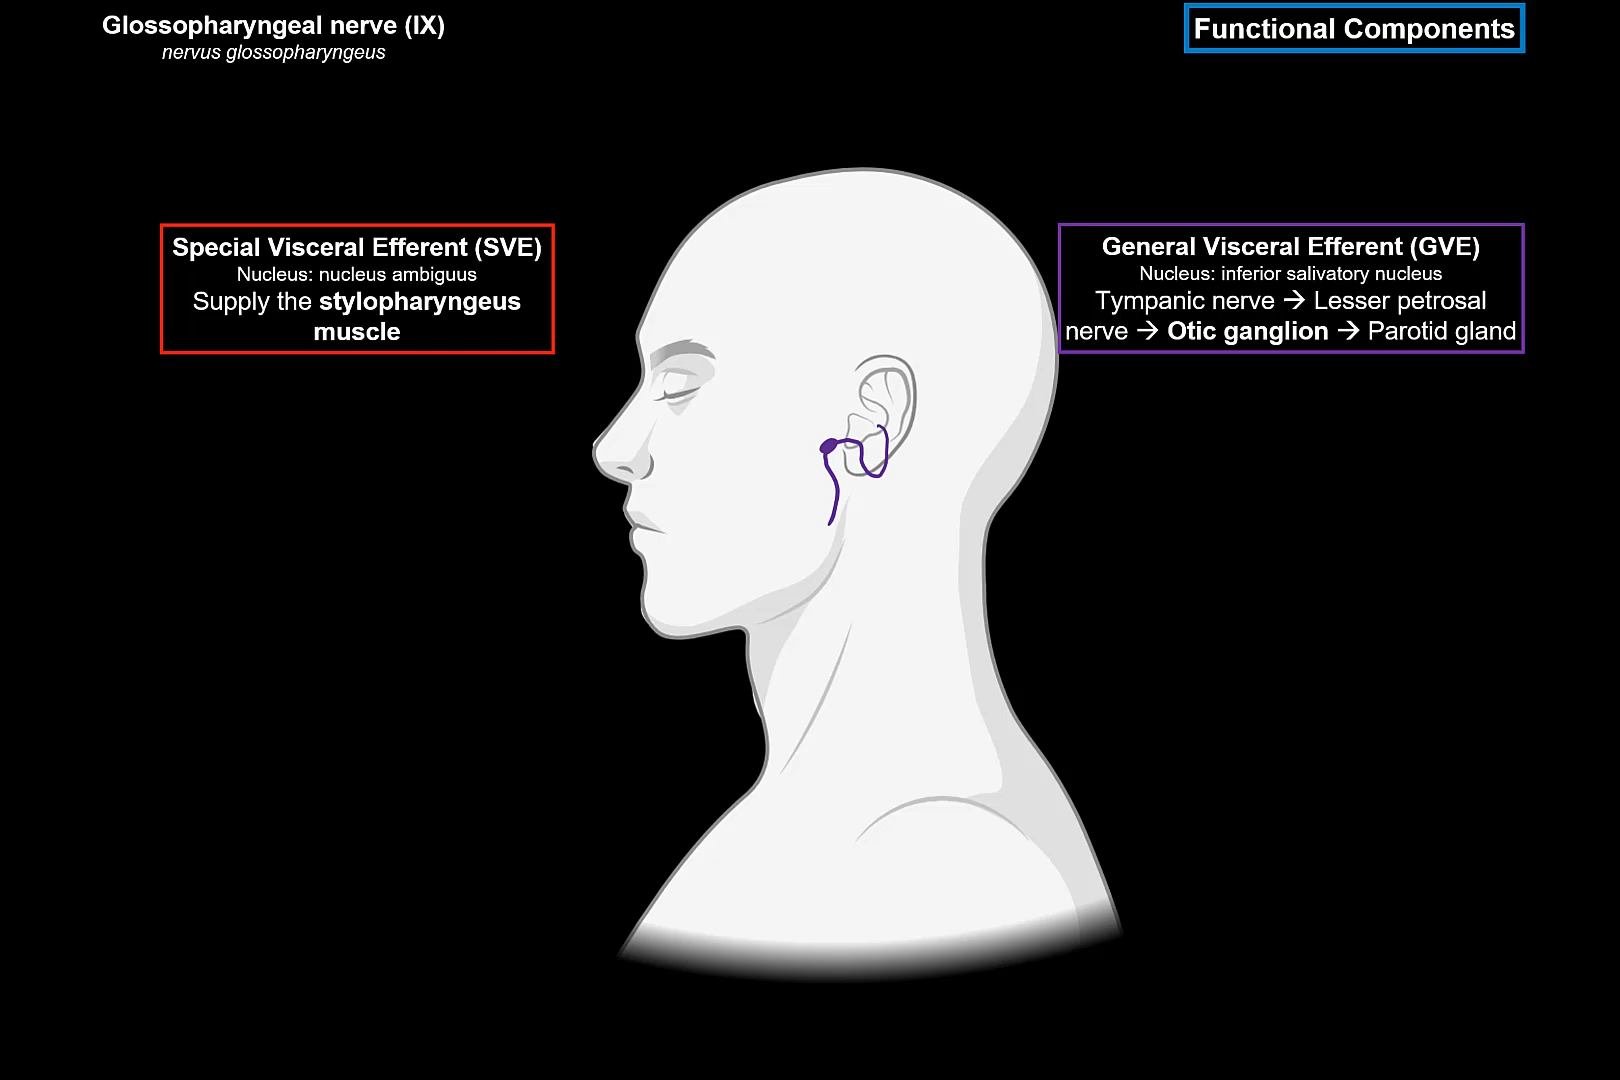 Glossopharyngeal nerve (IX)
nervus glossopharyngeus
Functional Components
Special Visceral Efferent (SVE)
Nucleus: nucleus ambiguus
Supply the stylopharyngeus
muscle
General Visceral Efferent (GVE)
Nucleus: inferior salivatory nucleus
Tympanic nerve → Lesser petrosal
nerve → Otic ganglion → Parotid gland